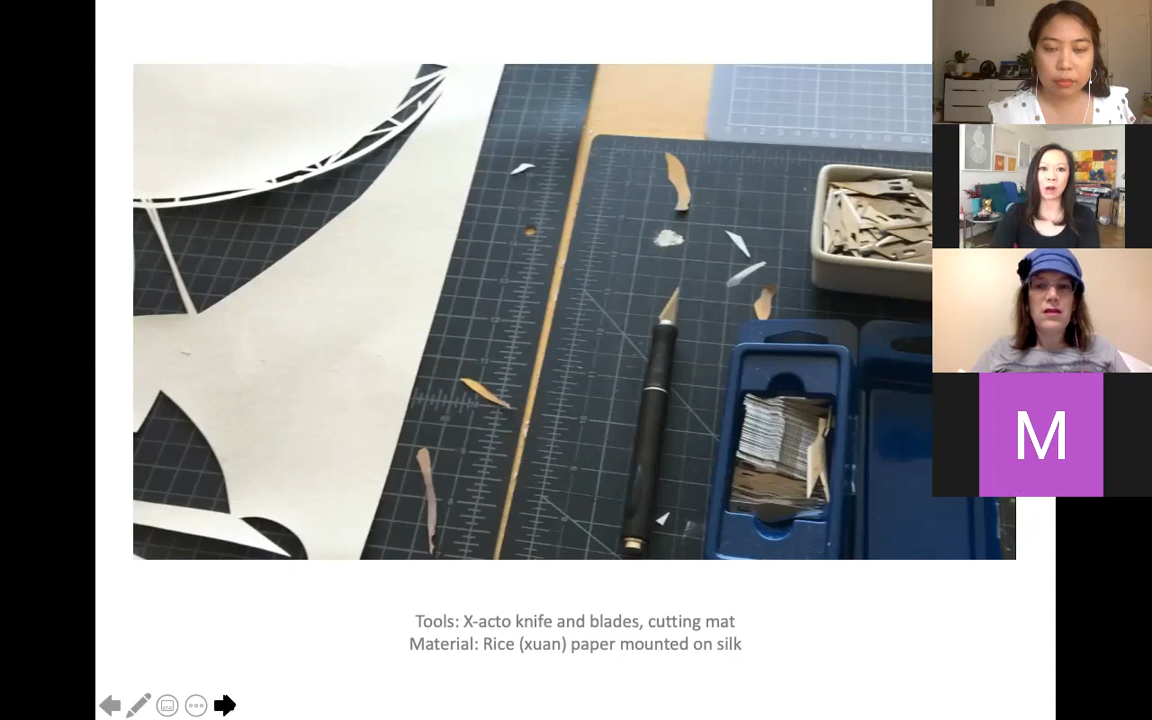 M
Tools: X-acto knife and blades, cutting mat
Material: Rice (xuan) paper mounted on silk